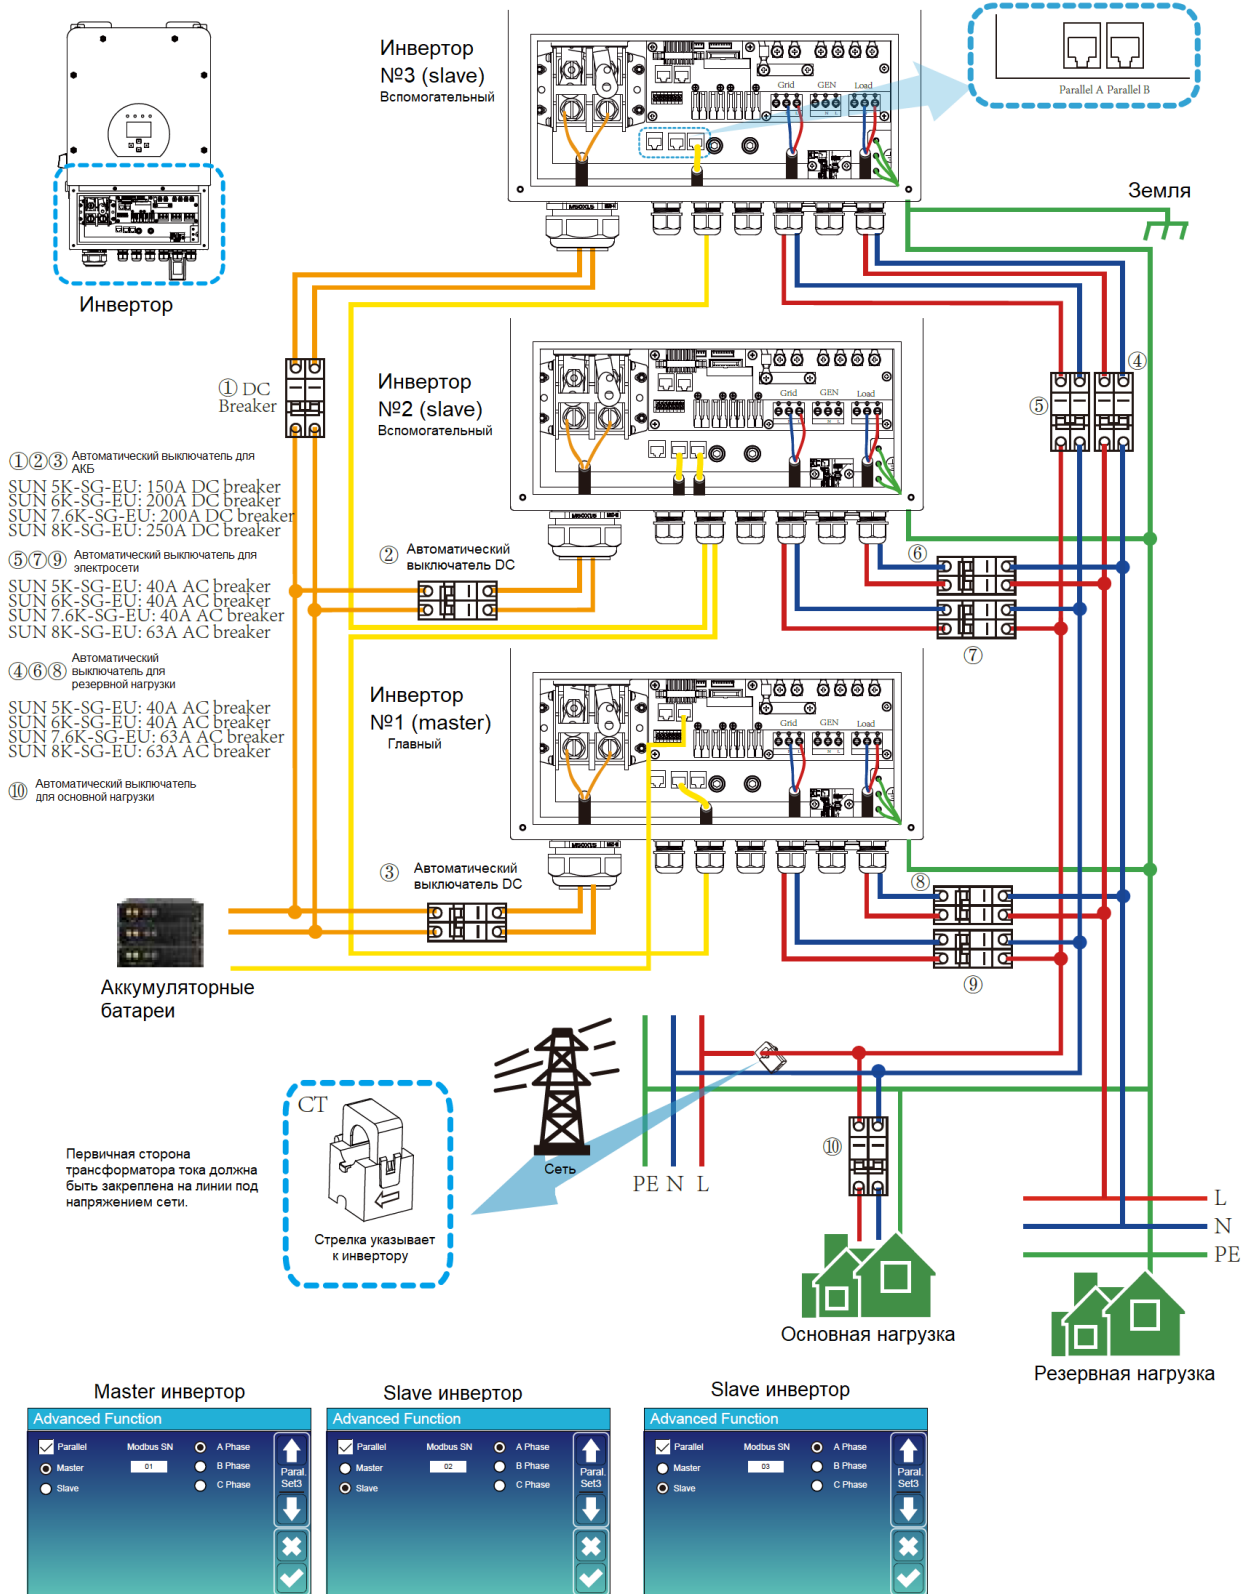 Инвертор
№3 (slave)
Вспомогательный
Grid GEN Load
Parallel A Parallel B
Земля
M50X15
Инвертор
① DC
Breaker
Инвертор
№2 (slave)
Вспомогательный
Grid GEN Load
④
⑤
①②③ Автоматический выключатель для
АКБ
SUN 5K-SG-EU: 150A DC breaker
SUN 6K-SG-EU: 200A DC breaker
SUN 7.6K-SG-EU: 200A DC breaker
SUN 8K-SG-EU: 250A DC breaker
M50X15
② Автоматический
выключатель DC
⑥
⑦
⑤⑦⑨ Автоматический выключатель для
электросети
SUN 5K-SG-EU: 40A AC breaker
SUN 6K-SG-EU: 40A AC breaker
SUN 7.6K-SG-EU: 40A AC breaker
SUN 8K-SG-EU: 63A AC breaker
④⑥⑧ Автоматический
выключатель для
резервной нагрузки
SUN 5K-SG-EU: 40A AC breaker
SUN 6K-SG-EU: 40A AC breaker
SUN 7.6K-SG-EU: 63A AC breaker
SUN 8K-SG-EU: 63A AC breaker
⑩ Автоматический выключатель
для основной нагрузки
Инвертор
№1 (master)
Главный
Grid GEN Load
M50X15
③ Автоматический
выключатель DC
⑧
⑨
Аккумуляторные
батареи
CT
Стрелка указывает
к инвертору
Первичная сторона
трансформатора тока должна
быть закреплена на линии под
напряжением сети.
Сеть
PE N L
⑩
L
N
PE
Основная нагрузка
Резервная нагрузка
Master инвертор
Advanced Function
Parallel Modbus SN A Phase
Master 01 B Phase
Slave C Phase
Paral.
Set3
Slave инвертор
Advanced Function
Parallel Modbus SN A Phase
Master 02 B Phase
Slave C Phase
Paral.
Set3
Slave инвертор
Advanced Function
Parallel Modbus SN A Phase
Master 03 B Phase
Slave C Phase
Paral.
Set3